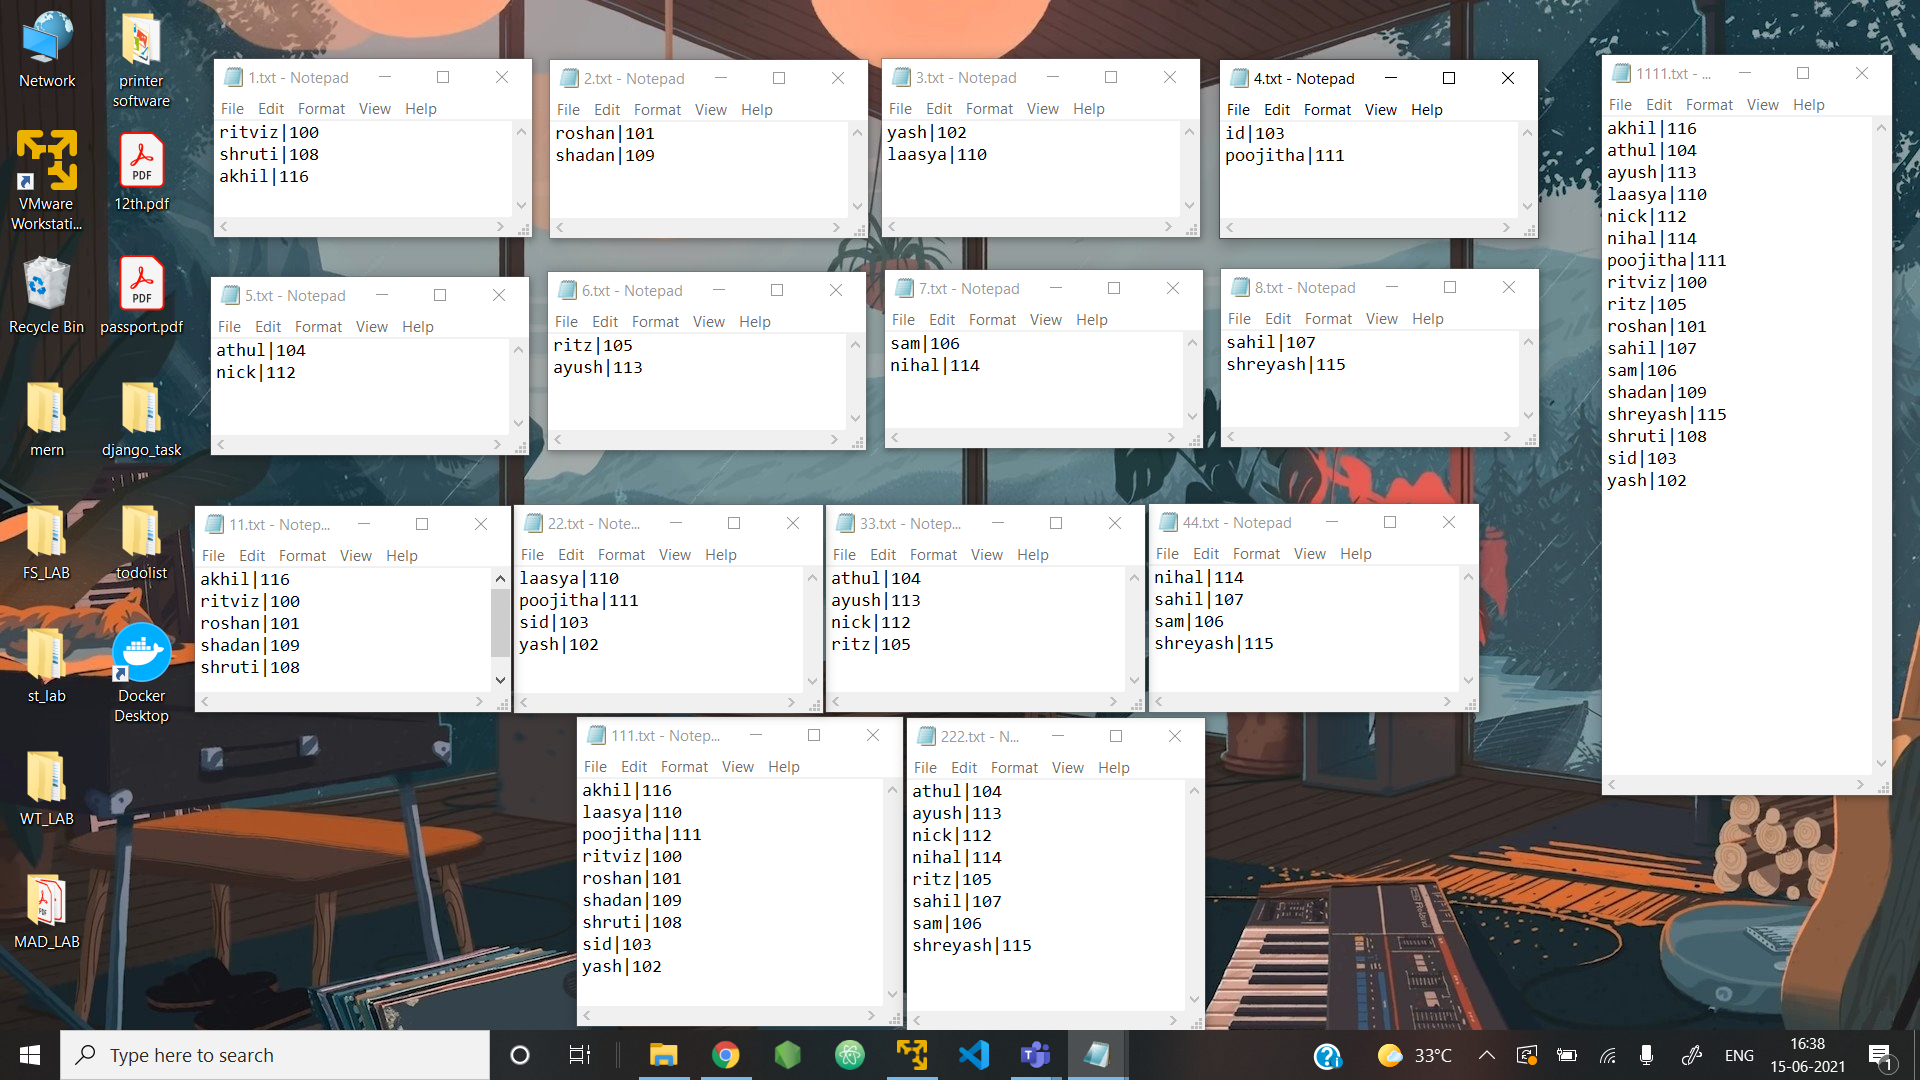 Network
printer
software
VMware
Workstati...
12th.pdf
Recycle Bin
passport.pdf
mern
django_task
FS_LAB
todolist
st_lab
Docker
Desktop
WT_LAB
MAD_LAB
PDF
PDF
1.txt - Notepad
File Edit Format View Help
ritviz|100
shruti|108
akhil|116
2.txt - Notepad
File Edit Format View Help
roshan|101
shadan|109
3.txt - Notepad
File Edit Format View Help
yash|102
laasya|110
4.txt - Notepad
File Edit Format View Help
id|103
poojitha|111
5.txt - Notepad
File Edit Format View Help
athul|104
nick|112
6.txt - Notepad
File Edit Format View Help
ritz|105
ayush|113
7.txt - Notepad
File Edit Format View Help
sam|106
nihal|114
8.txt - Notepad
File Edit Format View Help
sahil|107
shreyash|115
11.txt - Notep...
File Edit Format View Help
akhil|116
ritviz|100
roshan|101
shadan|109
shruti|108
22.txt - Note...
File Edit Format View Help
laasya|110
poojitha|111
sid|103
yash|102
33.txt - Notep...
File Edit Format View Help
athul|104
ayush|113
nick|112
ritz|105
44.txt - Notepad
File Edit Format View Help
nihal|114
sahil|107
sam|106
shreyash|115
111.txt - Notep...
File Edit Format View Help
akhil|116
laasya|110
poojitha|111
ritviz|100
roshan|101
shadan|109
shruti|108
sid|103
yash|102
222.txt - N...
File Edit Format View Help
athul|104
ayush|113
nick|112
nihal|114
ritz|105
sahil|107
sam|106
shreyash|115
1111.txt - ...
File Edit Format View Help
akhil|116
athul|104
ayush|113
laasya|110
nick|112
nihal|114
poojitha|111
ritviz|100
ritz|105
roshan|101
sahil|107
sam|106
shadan|109
shreyash|115
shruti|108
sid|103
yash|102
Type here to search
33°C
ENG
16:38
15-06-2021
1